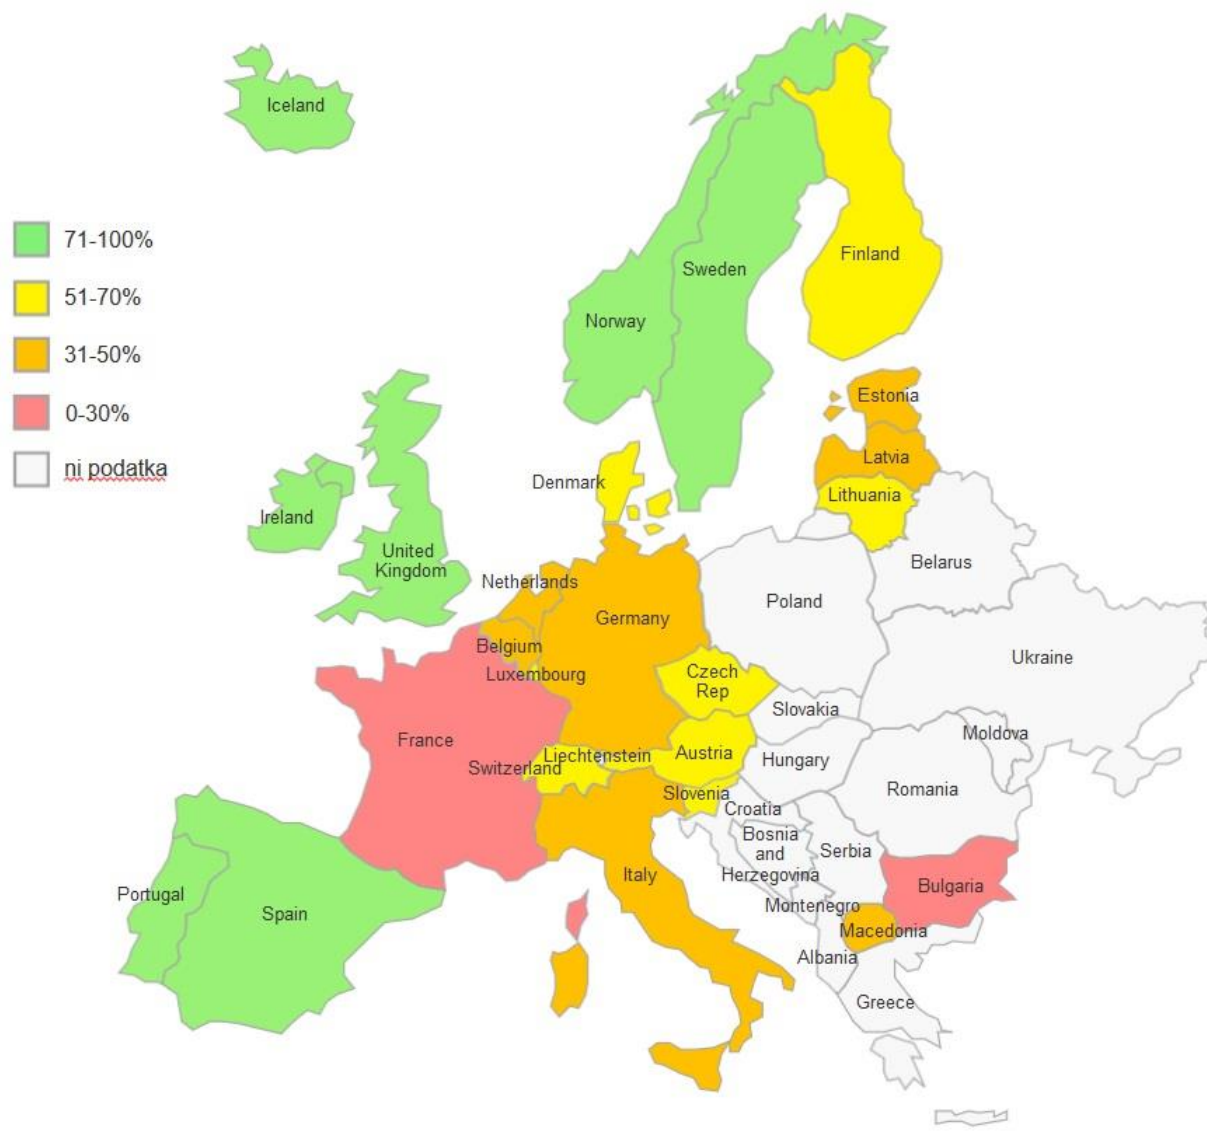 Iceland
71-100%
51-70%
31-50%
0-30%
ni podatka
Finland
Sweden
Norway
Estonia
Latvia
Lithuania
Denmark
Ireland
United
Kingdom
Belarus
Netherlands
Poland
Germany
Belgium
Ukraine
Luxembourg
Czech
Rep
Slovakia
Moldova
France
Liechtenstein
Austria
Switzerland
Hungary
Romania
Slovenia
Croatia
Bosnia
and
Herzegovina
Serbia
Italy
Bulgaria
Portugal
Spain
Montenegro
Macedonia
Albania
Greece